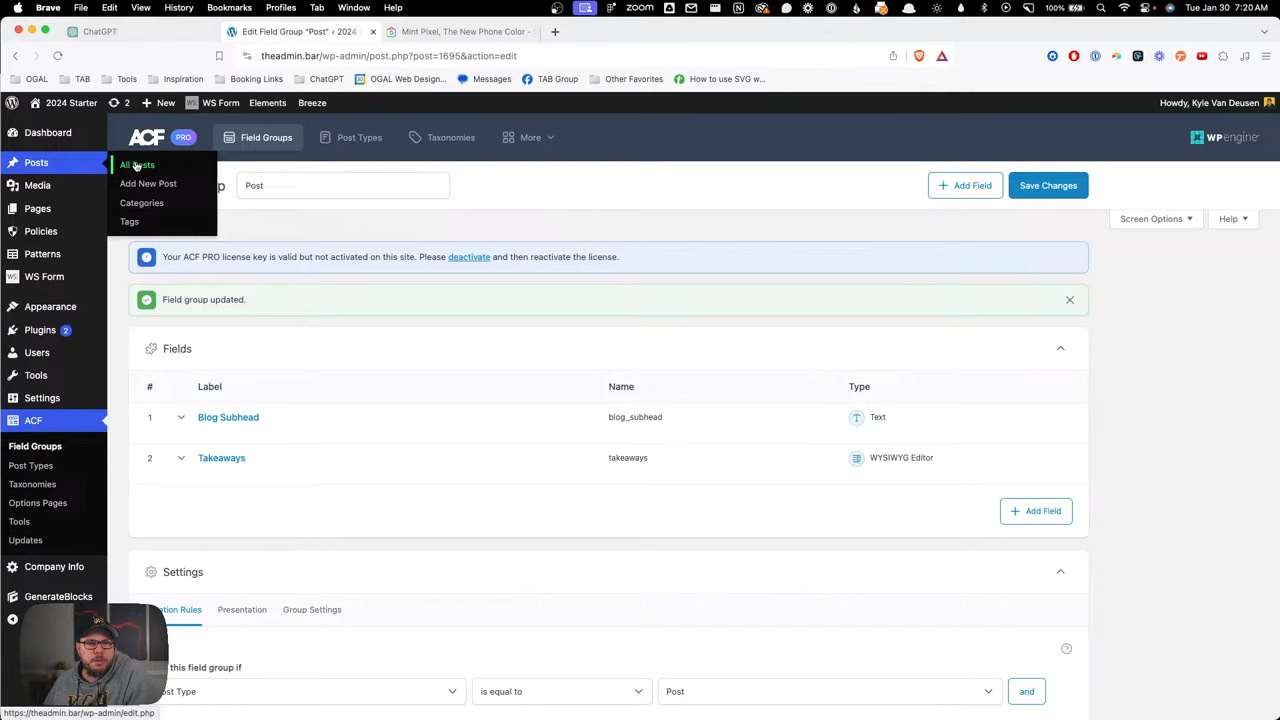 Brave File Edit View History Bookmarks Profiles Tab Window Help
ZOOM 100% Tue Jan 30 7:20 AM
ChatGPT
Edit Field Group “Post” ‹ 2024
Mint Pixel, The New Phone Color -
theadmin.bar/wp-admin/post.php?post=1695&action=edit
OGAL TAB Tools Inspiration Booking Links ChatGPT OGAL Web Design... Messages TAB Group Other Favorites How to use SVG w...
2024 Starter 2 New WS Form Elements Breeze Howdy, Kyle Van Deusen
Dashboard
Posts
Media
Pages
Policies
Patterns
WS Form
Appearance
Plugins 2
Users
Tools
Settings
ACF
Field Groups
Post Types
Taxonomies
Options Pages
Tools
Updates
Company Info
GenerateBlocks
All Posts
Add New Post
Categories
Tags
ACF PRO Field Groups Post Types Taxonomies More WPengine
Post
Add Field Save Changes
Screen Options Help
Your ACF PRO license key is valid but not activated on this site. Please deactivate and then reactivate the license.
Field group updated.
Fields
# Label Name Type
1 Blog Subhead blog_subhead Text
2 Takeaways takeaways WYSIWYG Editor
Add Field
Settings
Rules Presentation Group Settings
this field group if
Type is equal to Post and
https://theadmin.bar/wp-admin/edit.php